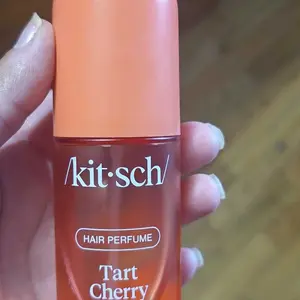 /kit·sch/
HAIR PERFUME
Tart
Cherry